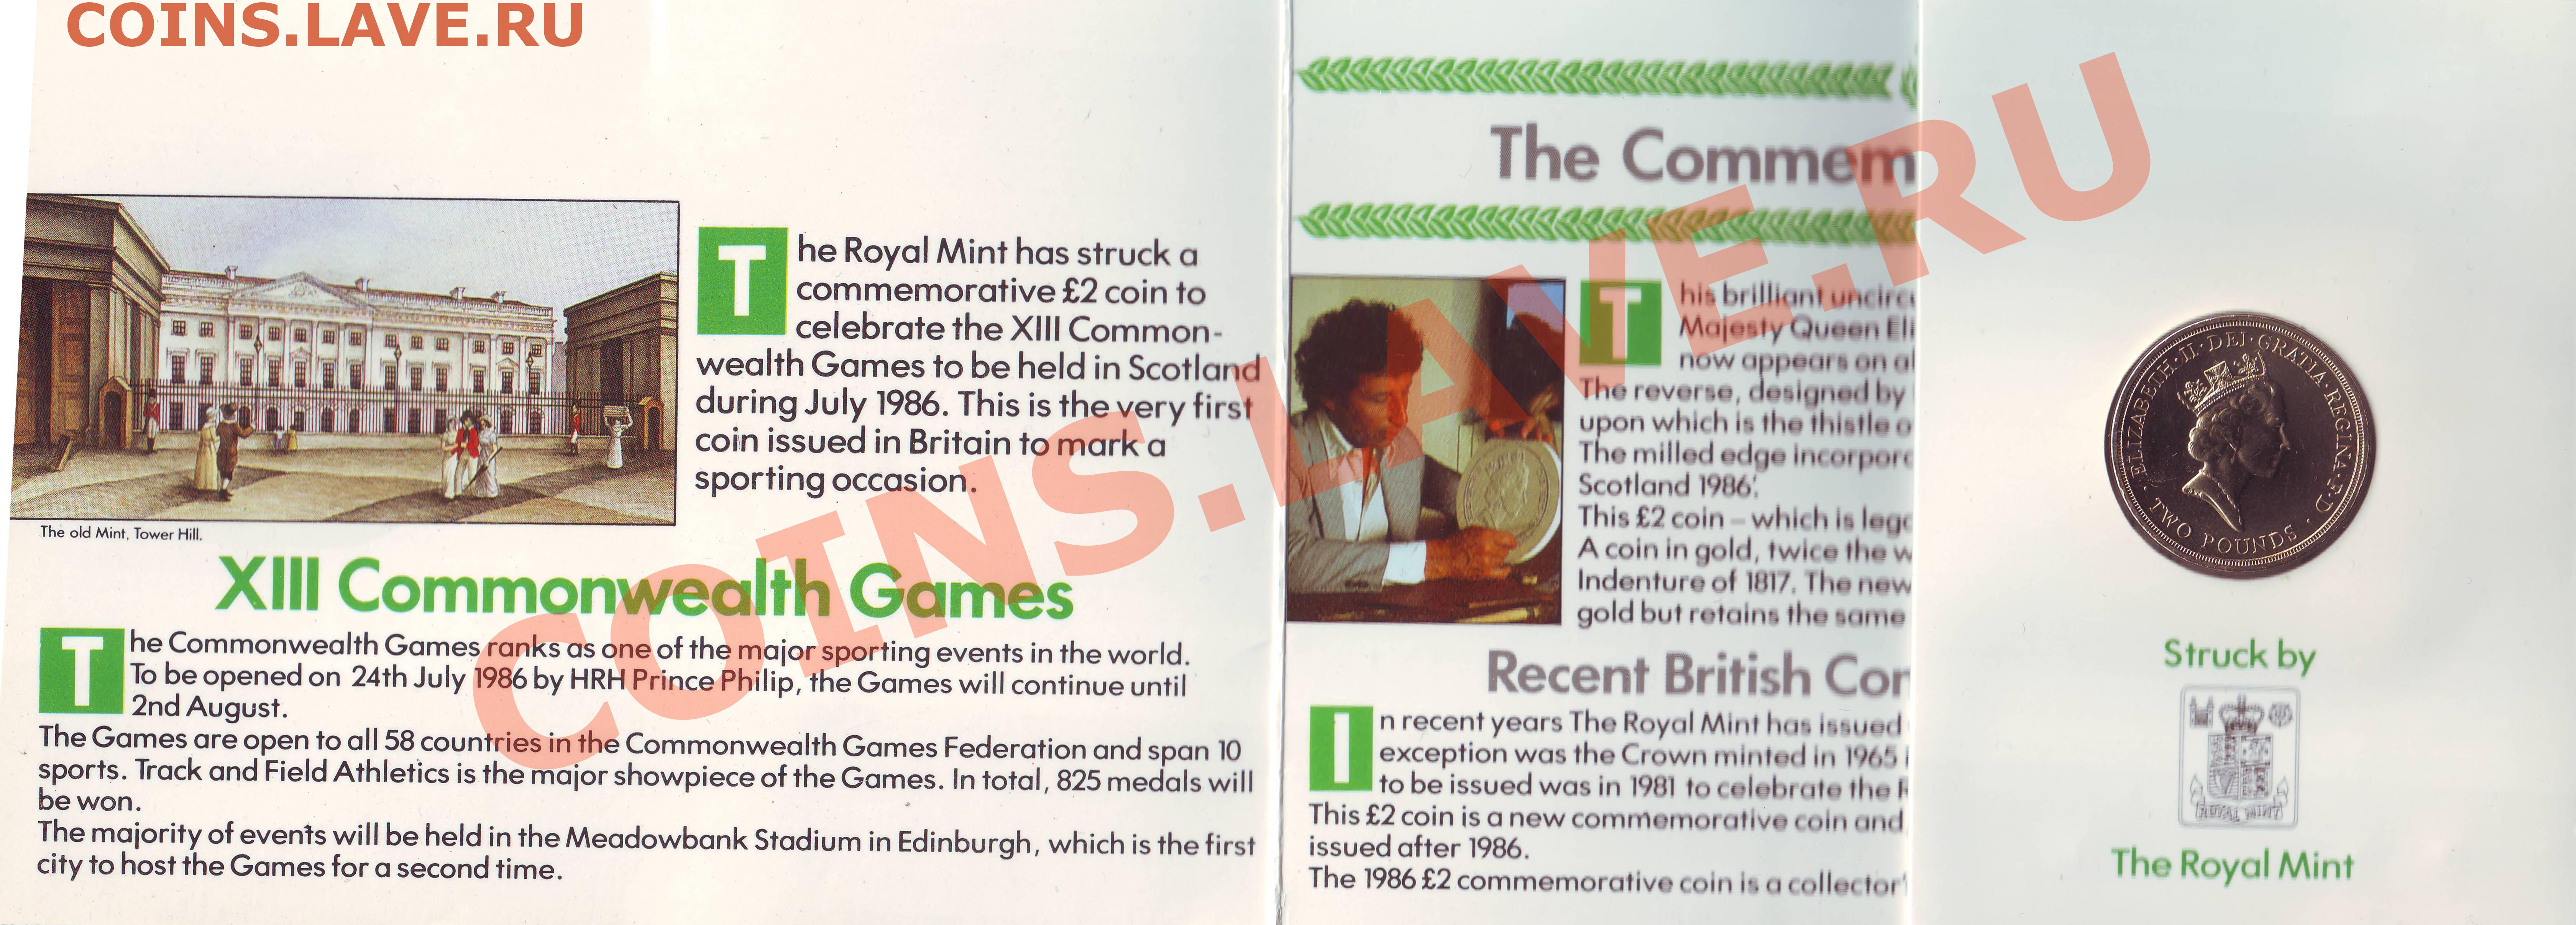 COINS.LAVE.RU
The Royal Mint has struck a
commemorative £2 coin to
celebrate the XIII Common-
wealth Games to be held in Scotland
during July 1986. This is the very first
coin issued in Britain to mark a
sporting occasion.
The old Mint, Tower Hill.
XIII Commonwealth Games
The Commonwealth Games ranks as one of the major sporting events in the world.
To be opened on 24th July 1986 by HRH Prince Philip, the Games will continue until
2nd August.
The Games are open to all 58 countries in the Commonwealth Games Federation and span 10
sports. Track and Field Athletics is the major showpiece of the Games. In total, 825 medals will
be won.
The majority of events will be held in the Meadowbank Stadium in Edinburgh, which is the first
city to host the Games for a second time.
COINS.LAVE.RU
The Commem
This brilliant uncirc
Majesty Queen Eli
now appears on al
The reverse, designed by
upon which is the thistle o
The milled edge incorpor
Scotland 1986'.
This £2 coin – which is leg
A coin in gold, twice the w
Indenture of 1817. The new
gold but retains the same
Recent British Cor
In recent years The Royal Mint has issued
exception was the Crown minted in 1965
to be issued was in 1981 to celebrate the
This £2 coin is a new commemorative coin and
issued after 1986.
The 1986 £2 commemorative coin is a collector'
ELIZABETH·II·DEI·GRATIA·REGINA·F·D·
TWO POUNDS
Struck by
ROYAL MINT
The Royal Mint